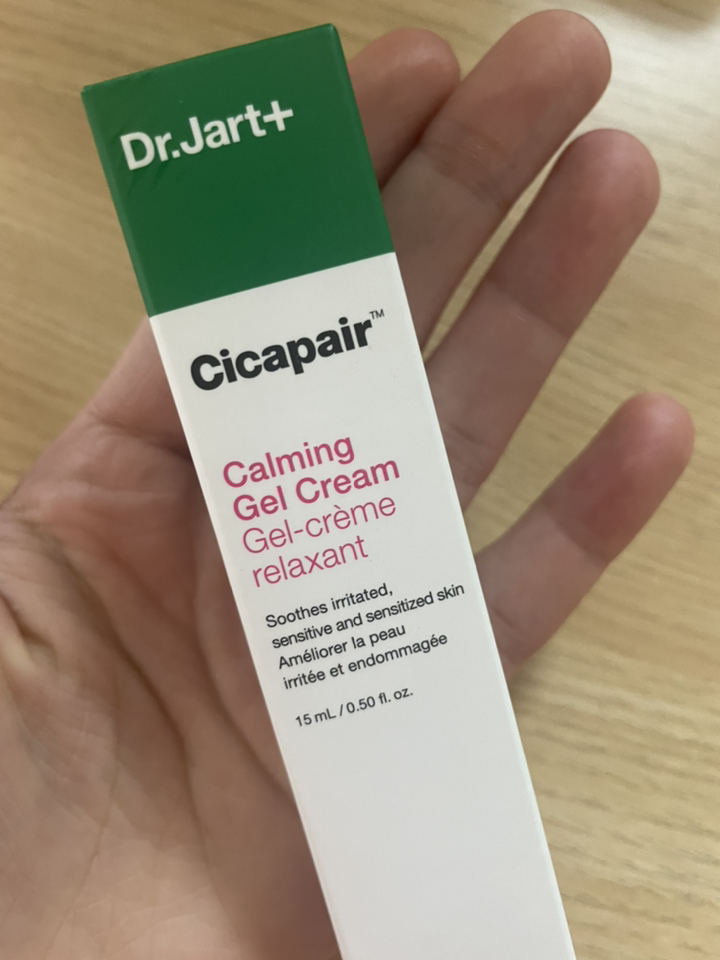 Dr.Jart+
Cicapair™
Calming
Gel Cream
Gel-crème
relaxant
Soothes irritated,
sensitive and sensitized skin
Améliorer la peau
irritée et endommagée
15 mL / 0.50 fl. oz.